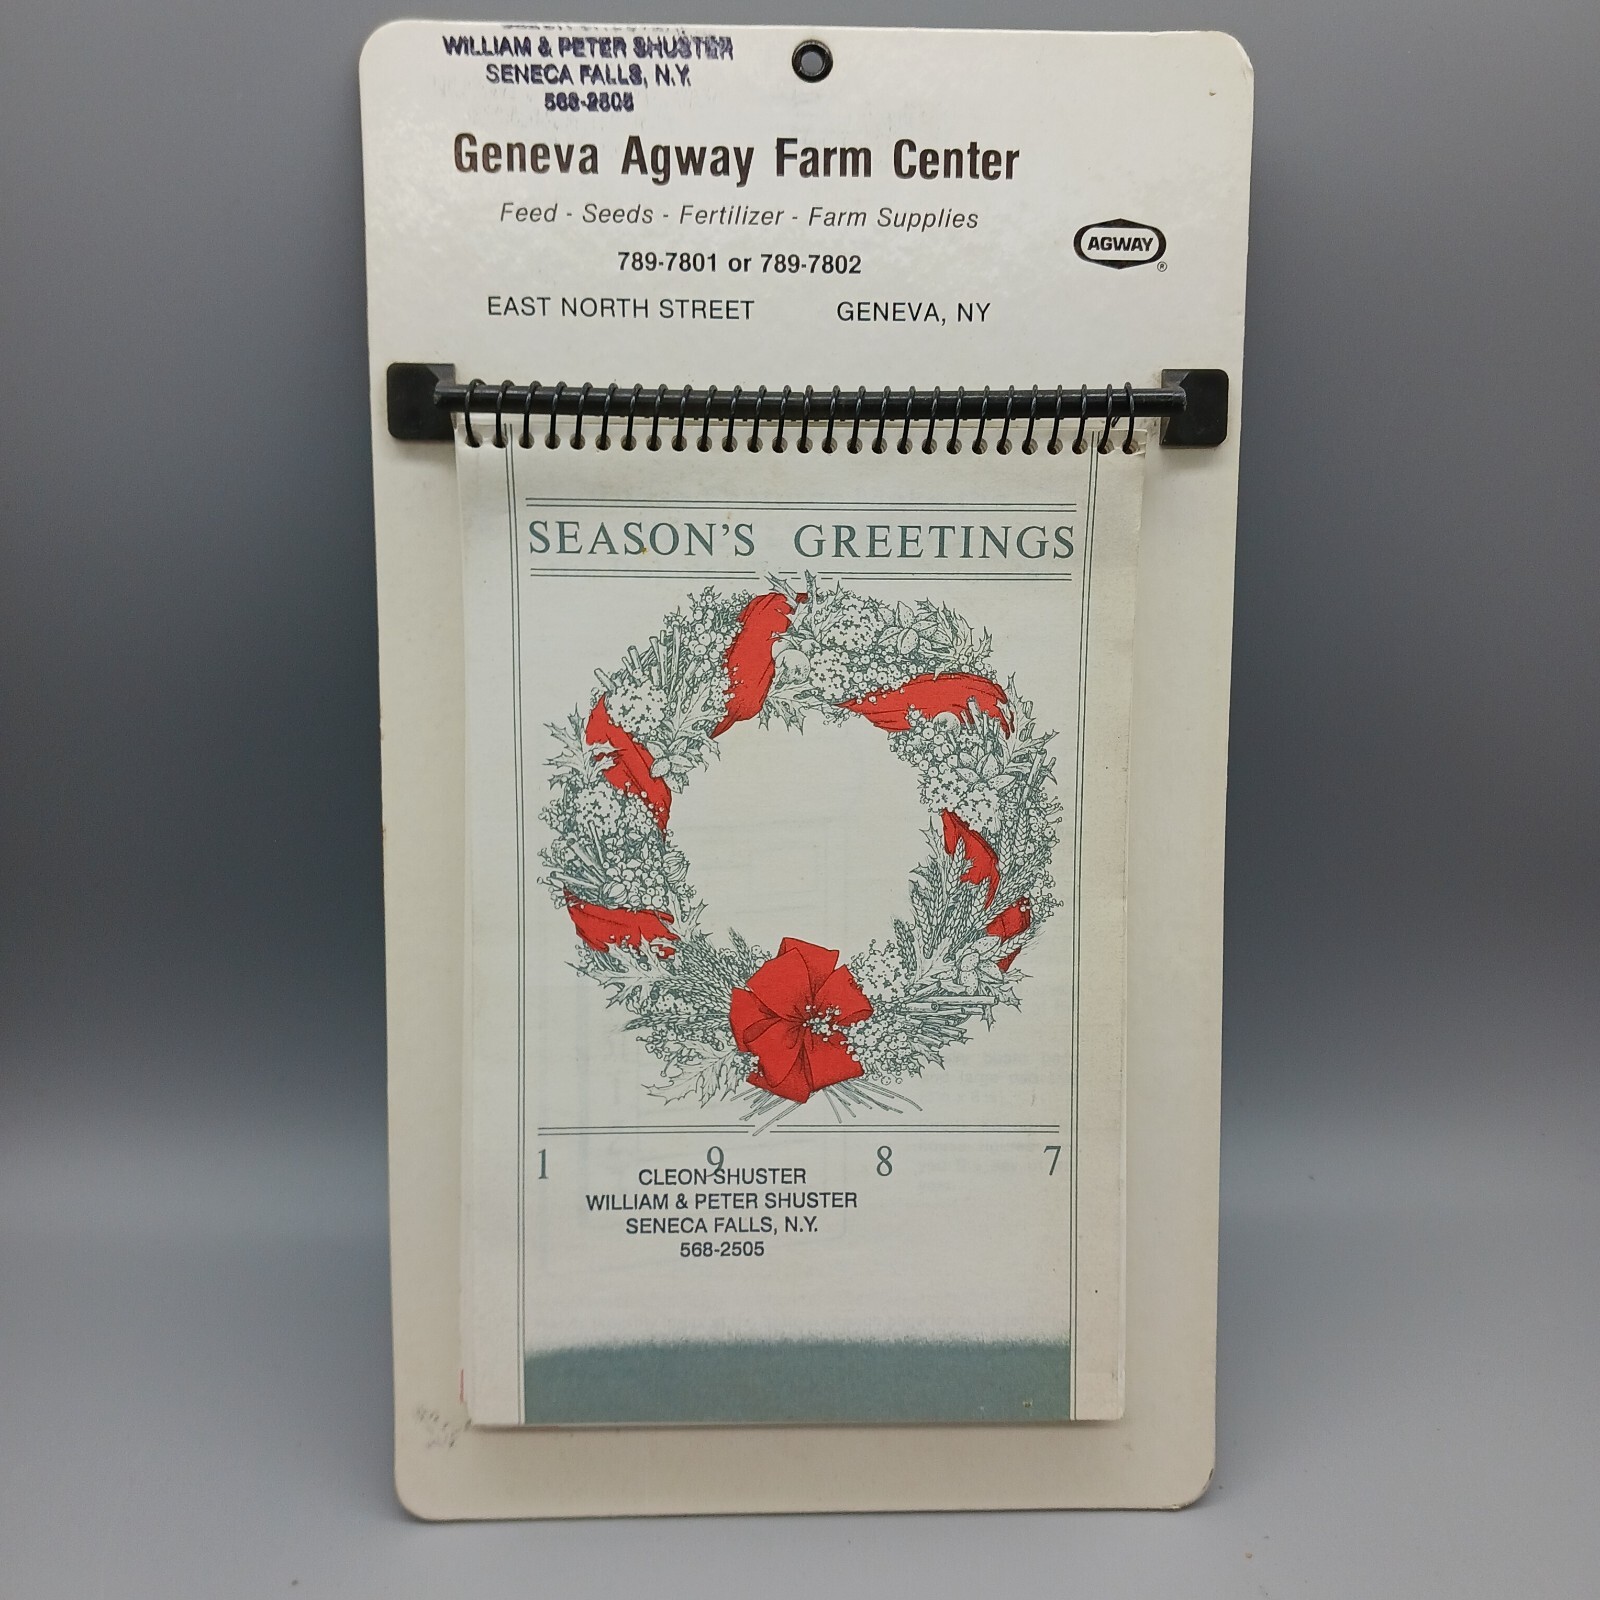 WILLIAM & PETER SHUSTER
SENECA FALLS, N.Y.
568-2505
Geneva Agway Farm Center
Feed - Seeds - Fertilizer - Farm Supplies
AGWAY®
789-7801 or 789-7802
EAST NORTH STREET GENEVA, NY
SEASON'S GREETINGS
1 9 8 7
CLEON SHUSTER
WILLIAM & PETER SHUSTER
SENECA FALLS, N.Y.
568-2505